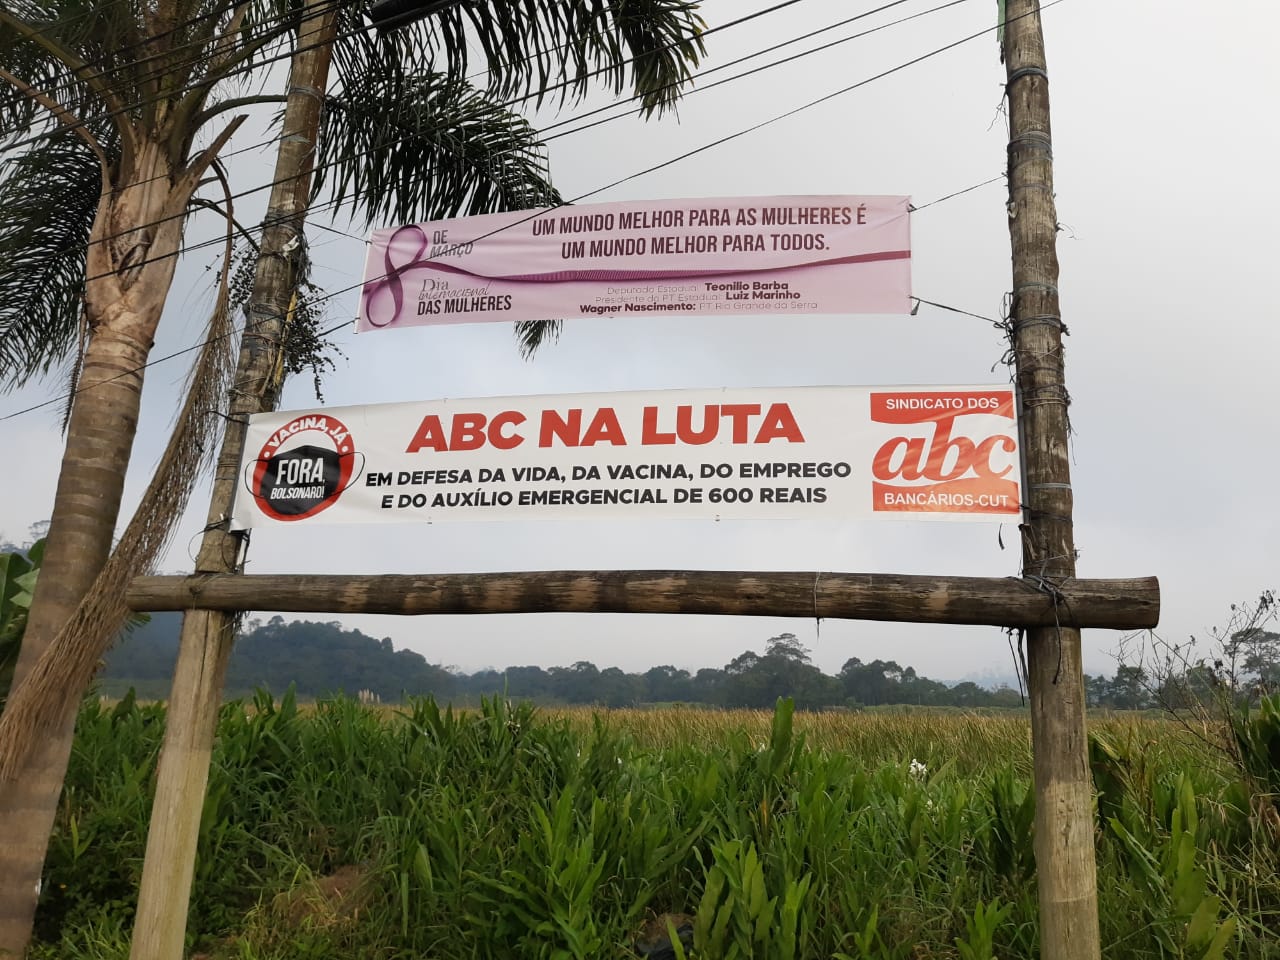 UM MUNDO MELHOR PARA AS MULHERES É
UM MUNDO MELHOR PARA TODOS.
8 DE
MARÇO
Dia
Internacional
DAS MULHERES
Deputado Estadual: Teonilio Barba
Presidente do PT Estadual: Luiz Marinho
Wagner Nascimento: PT Rio Grande da Serra
VACINA, JÁ
FORA,
BOLSONARO!
ABC NA LUTA
EM DEFESA DA VIDA, DA VACINA, DO EMPREGO
E DO AUXÍLIO EMERGENCIAL DE 600 REAIS
SINDICATO DOS
abc
BANCÁRIOS-CUT